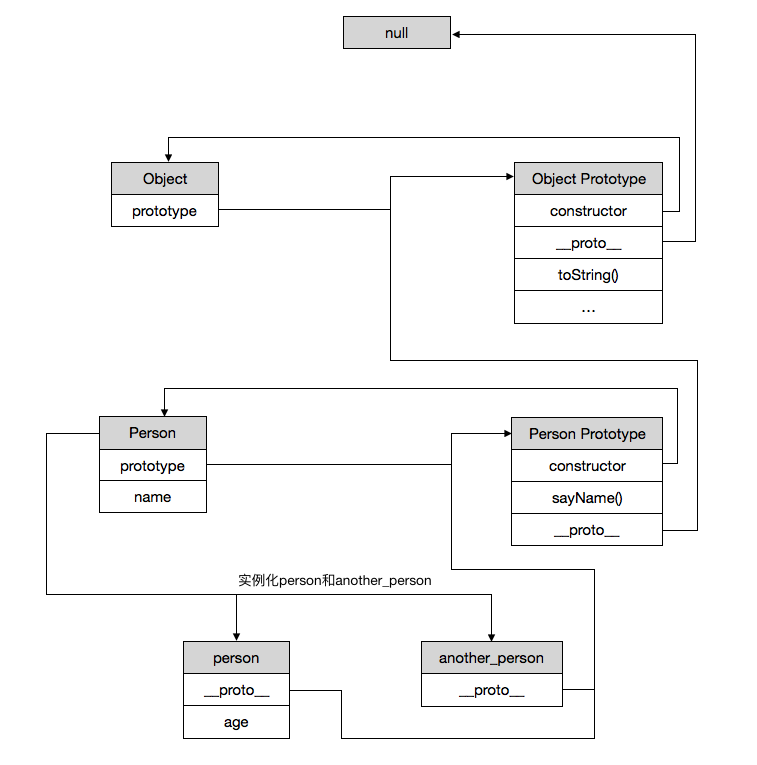 null
Object
prototype
Object Prototype
constructor
__proto__
toString()
...
Person
prototype
name
Person Prototype
constructor
sayName()
__proto__
实例化person和another_person
person
__proto__
age
another_person
__proto__